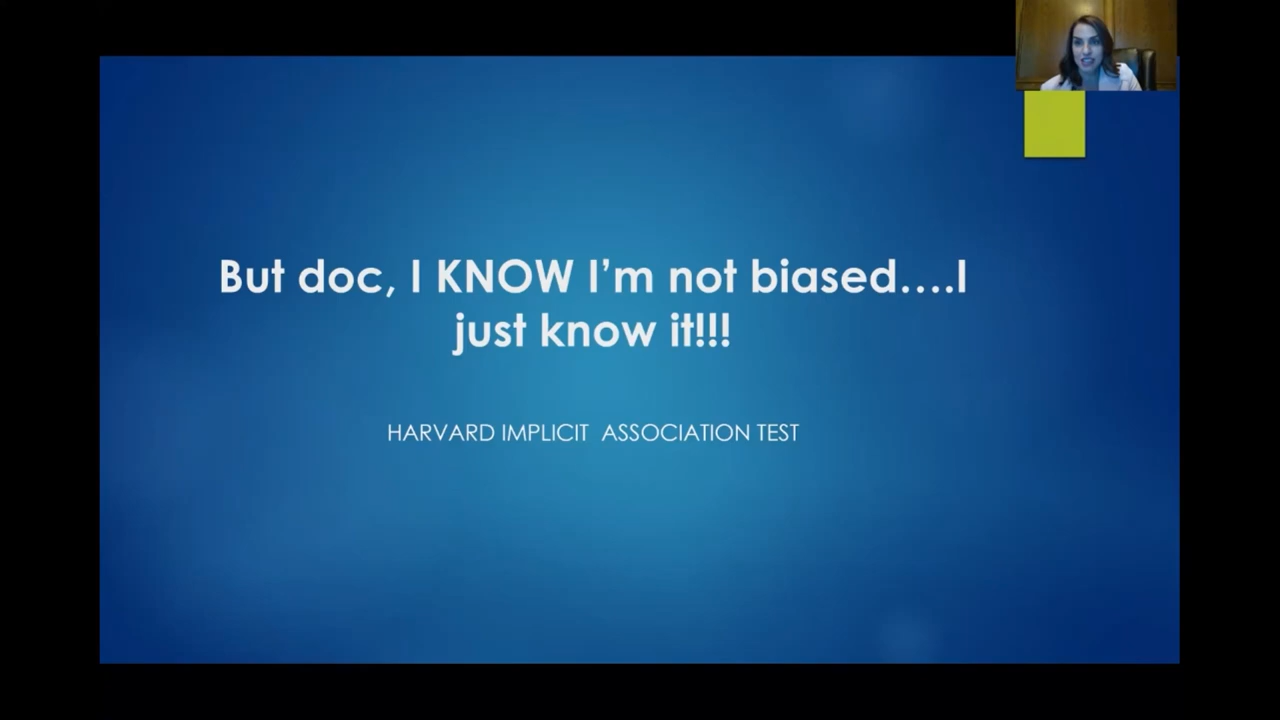 But doc, I KNOW I’m not biased….I
just know it!!!
HARVARD IMPLICIT  ASSOCIATION TEST